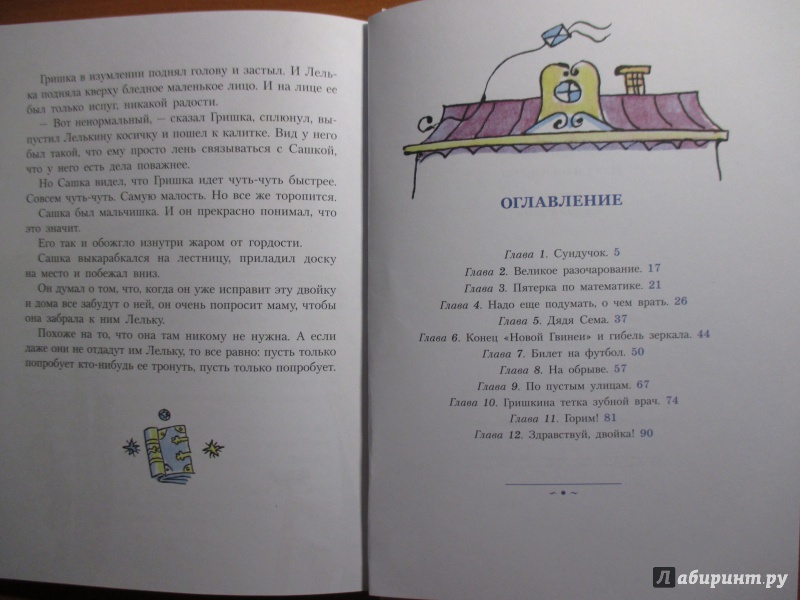 Гришка в изумлении поднял голову и застыл. И Лель-
ка подняла кверху бледное маленькое лицо. И на лице ее
был только испуг, никакой радости.
— Вот ненормальный, — сказал Гришка, сплюнул, вы-
пустил Лелькину косичку и пошел к калитке. Вид у него
был такой, что ему просто лень связываться с Сашкой,
что у него есть дела поважнее.
Но Сашка видел, что Гришка идет чуть-чуть быстрее.
Совсем чуть-чуть. Самую малость. Но все же торопится.
Сашка был мальчишка. И он прекрасно понимал, что
это значит.
Его так и обожгло изнутри жаром от гордости.
Сашка выкарабкался на лестницу, приладил доску
на место и побежал вниз.
Он думал о том, что, когда он уже исправит эту двойку
и дома все забудут о ней, он очень попросит маму, чтобы
она забрала к ним Лельку.
Похоже на то, что она там никому не нужна. А если
даже они не отдадут им Лельку, то все равно: пусть только
попробует кто-нибудь ее тронуть, пусть только попробует.
ОГЛАВЛЕНИЕ
Глава 1. Сундучок. 5
Глава 2. Великое разочарование. 17
Глава 3. Пятерка по математике. 21
Глава 4. Надо еще подумать, о чем врать. 26
Глава 5. Дядя Сема. 37
Глава 6. Конец «Новой Гвинеи» и гибель зеркала. 44
Глава 7. Билет на футбол. 50
Глава 8. На обрыве. 57
Глава 9. По пустым улицам. 67
Глава 10. Гришкина тетка зубной врач. 74
Глава 11. Горим! 81
Глава 12. Здравствуй, двойка! 90
Лабиринт.ру